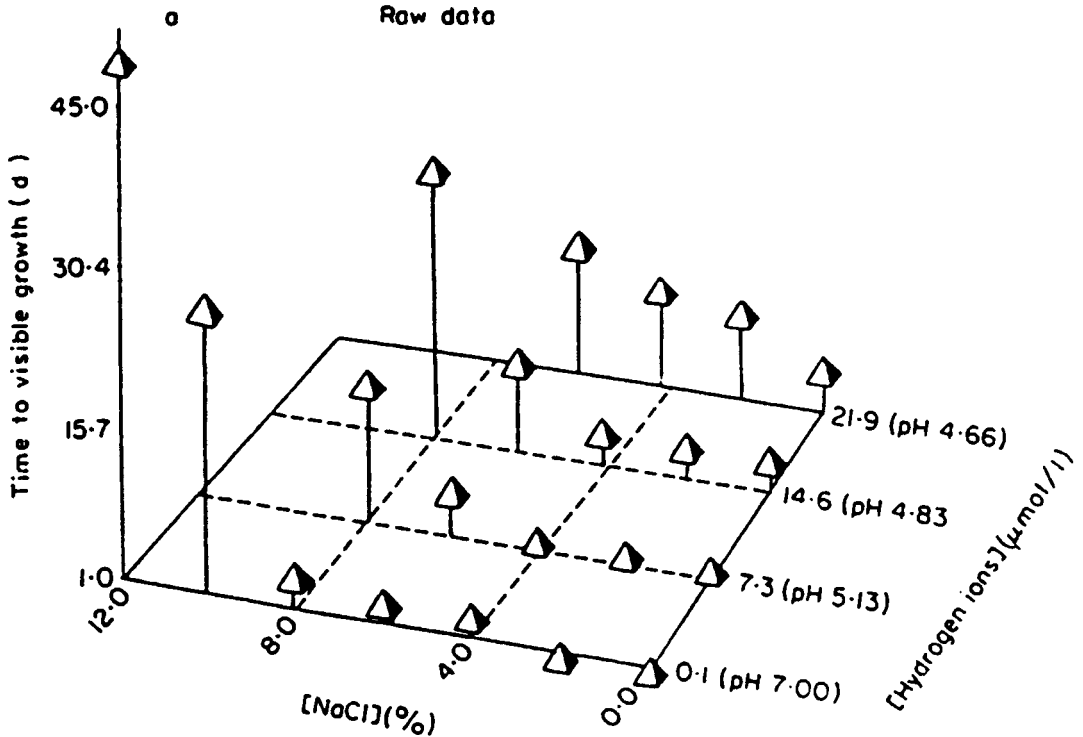 a Raw data
Time to visible growth (d)
45·0
30·4
15·7
1·0
12·0
8·0
4·0
0·0
[NaCl](%)
21·9 (pH 4·66)
14·6 (pH 4·83
7·3 (pH 5·13)
0·1 (pH 7·00)
[Hydrogen ions](μmol/l)